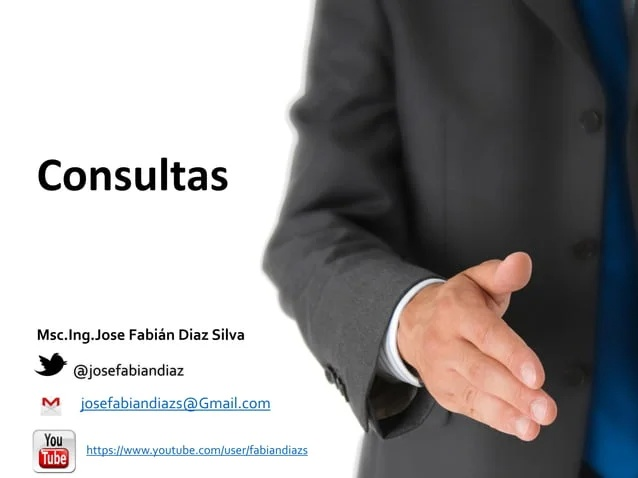 Consultas
Msc.Ing.Jose Fabián Diaz Silva
@josefabiandiaz
josefabiandiazs@Gmail.com
You
Tube
https://www.youtube.com/user/fabiandiazs